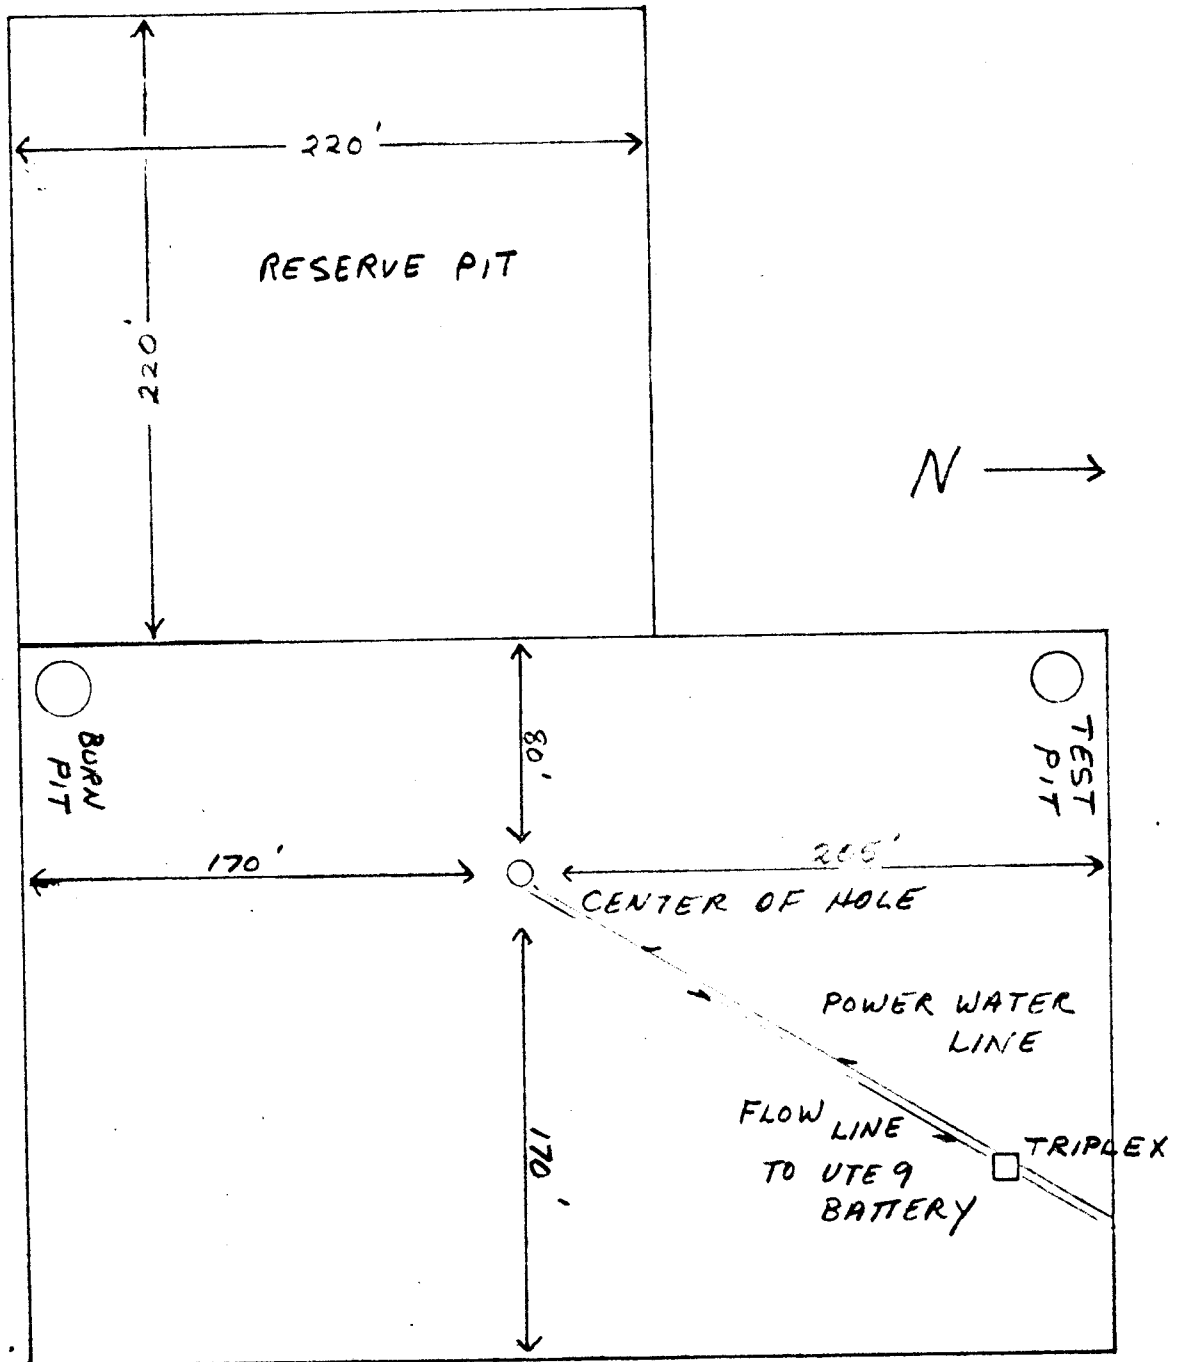 220'
RESERVE PIT
220'
N
BURN
PIT
80'
TEST
PIT
170'
CENTER OF HOLE
POWER WATER
LINE
FLOW LINE
TO UTE 9
BATTERY
TRIPLEX
170'